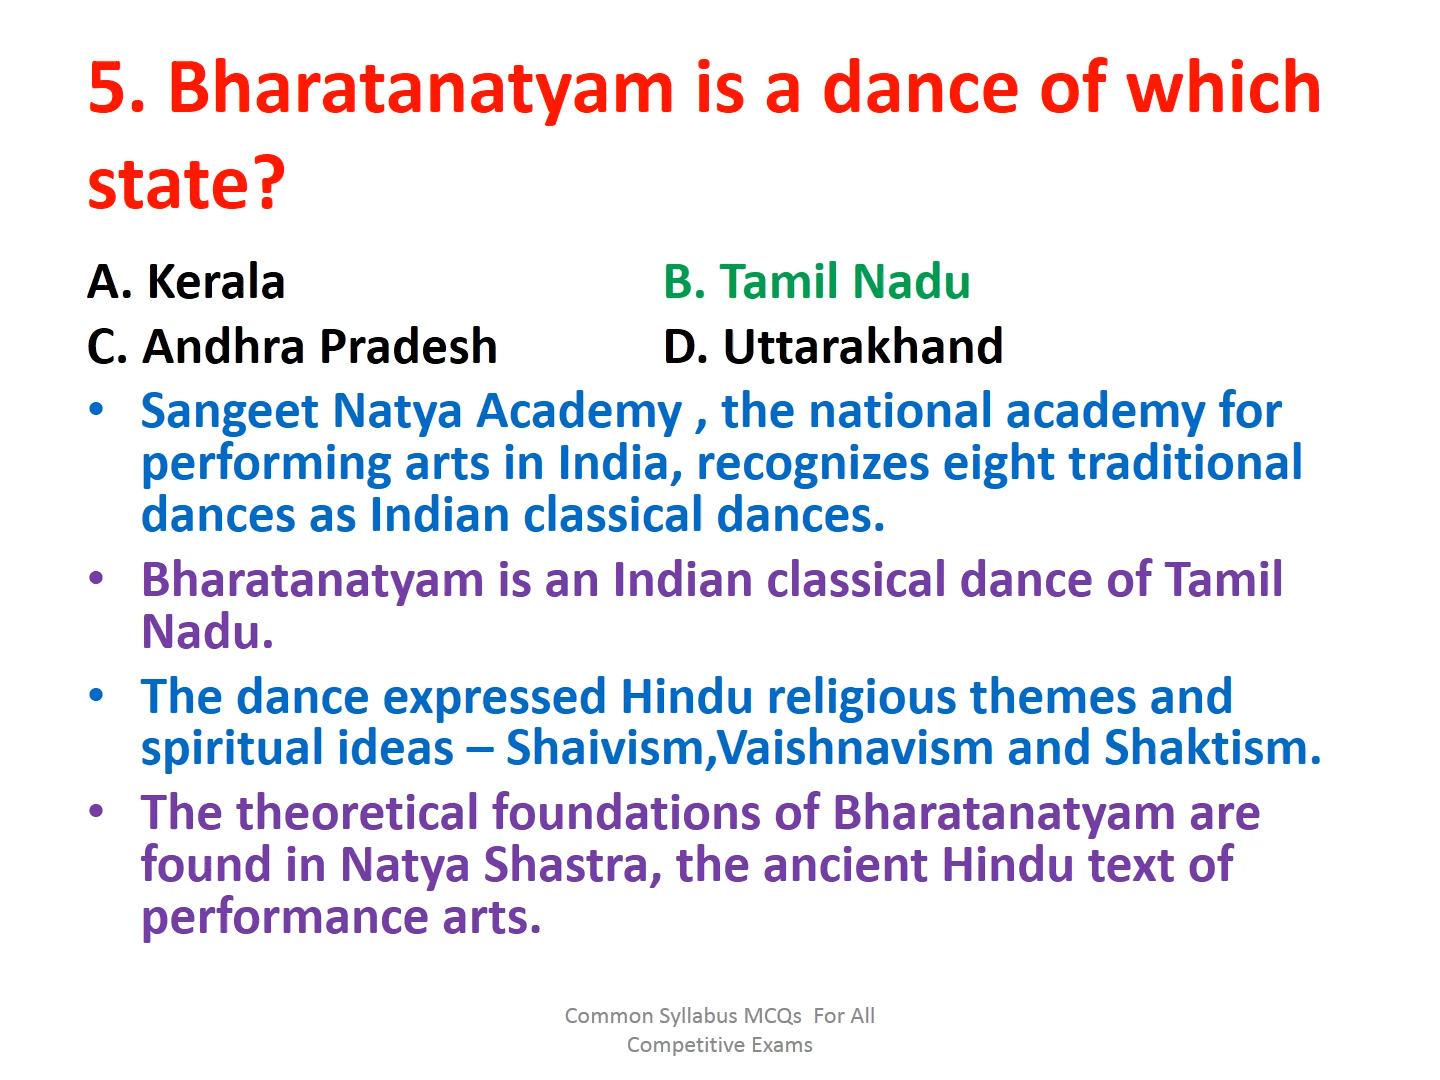 5. Bharatanatyam is a dance of which
state?
A. Kerala B. Tamil Nadu
C. Andhra Pradesh D. Uttarakhand
• Sangeet Natya Academy , the national academy for
performing arts in India, recognizes eight traditional
dances as Indian classical dances.
• Bharatanatyam is an Indian classical dance of Tamil
Nadu.
• The dance expressed Hindu religious themes and
spiritual ideas – Shaivism,Vaishnavism and Shaktism.
• The theoretical foundations of Bharatanatyam are
found in Natya Shastra, the ancient Hindu text of
performance arts.
Common Syllabus MCQs For All
Competitive Exams